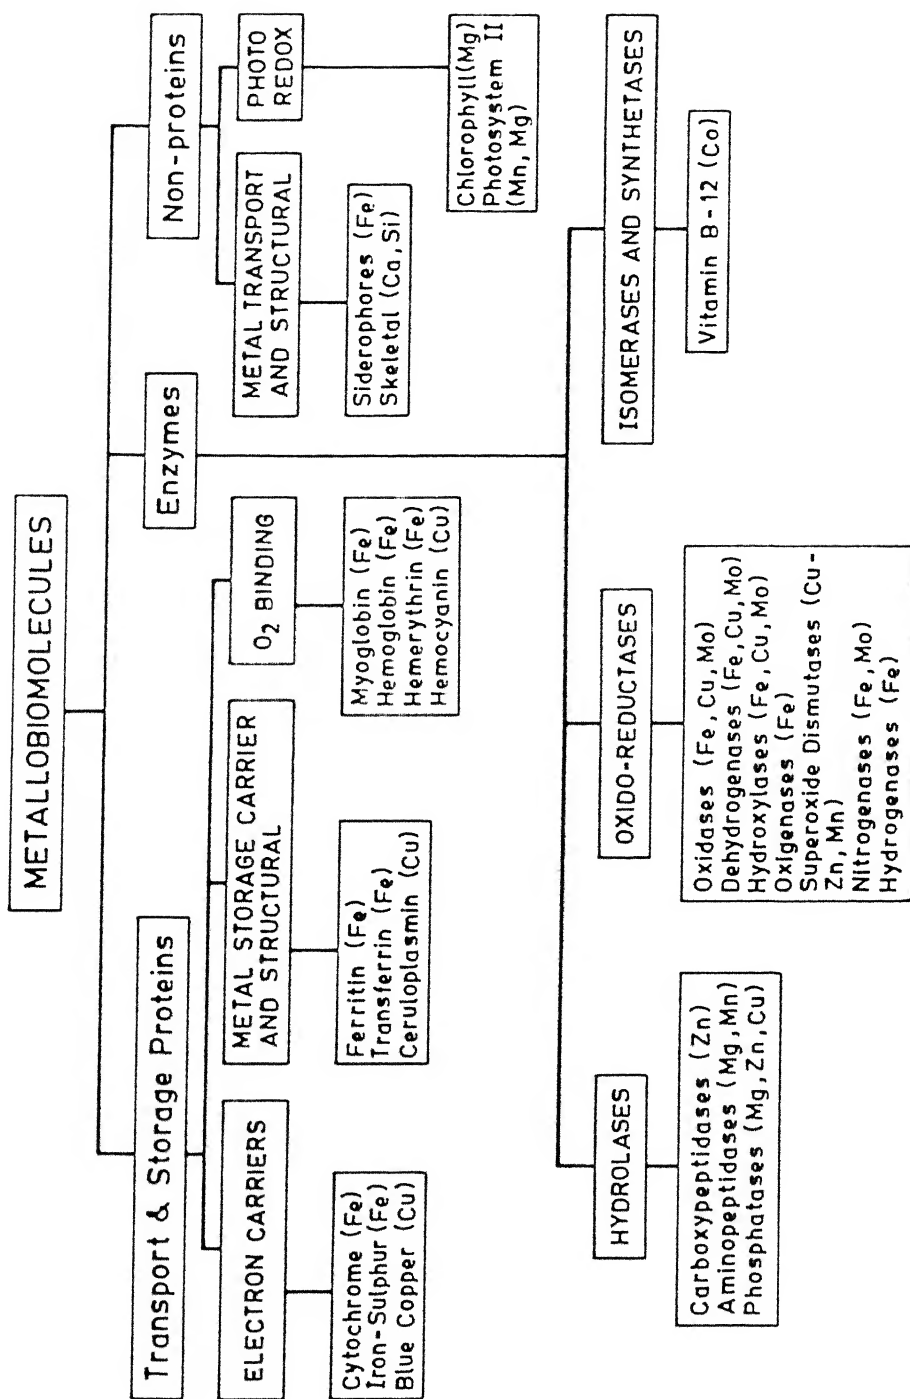 METALLOBIOMOLECULES
Transport & Storage Proteins
Enzymes
Non-proteins
ELECTRON CARRIERS
METAL STORAGE CARRIER
AND STRUCTURAL
O2 BINDING
METAL TRANSPORT
AND STRUCTURAL
PHOTO
REDOX
Cytochrome (Fe)
Iron-Sulphur (Fe)
Blue Copper (Cu)
Ferritin (Fe)
Transferrin (Fe)
Ceruloplasmin (Cu)
Myoglobin (Fe)
Hemoglobin (Fe)
Hemerythrin (Fe)
Hemocyanin (Cu)
Siderophores (Fe)
Skeletal (Ca, Si)
Chlorophyll (Mg)
Photosystem II
(Mn, Mg)
HYDROLASES
OXIDO-REDUCTASES
ISOMERASES AND SYNTHETASES
Carboxypeptidases (Zn)
Aminopeptidases (Mg, Mn)
Phosphatases (Mg, Zn, Cu)
Oxidases (Fe, Cu, Mo)
Dehydrogenases (Fe, Cu, Mo)
Hydroxylases (Fe, Cu, Mo)
Oxigenases (Fe)
Superoxide Dismutases (Cu-
Zn, Mn)
Nitrogenases (Fe, Mo)
Hydrogenases (Fe)
Vitamin B-12 (Co)